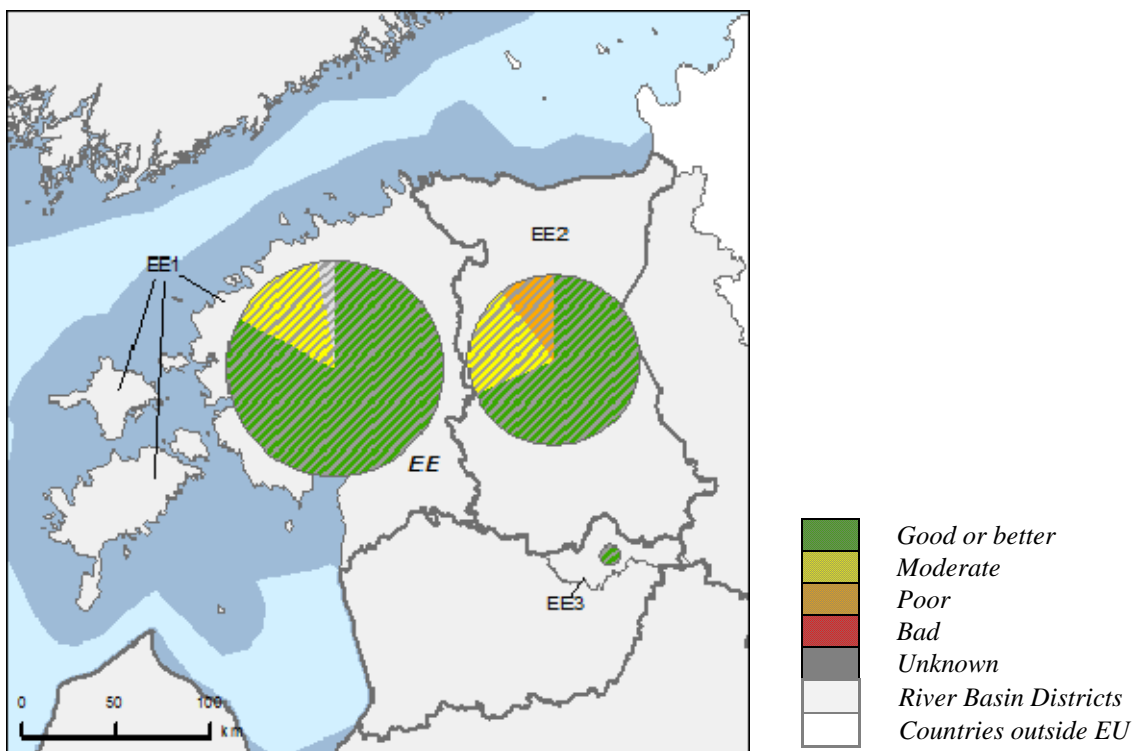 EE2
EE1
EE
EE3
0 50 100
km
Good or better
Moderate
Poor
Bad
Unknown
River Basin Districts
Countries outside EU